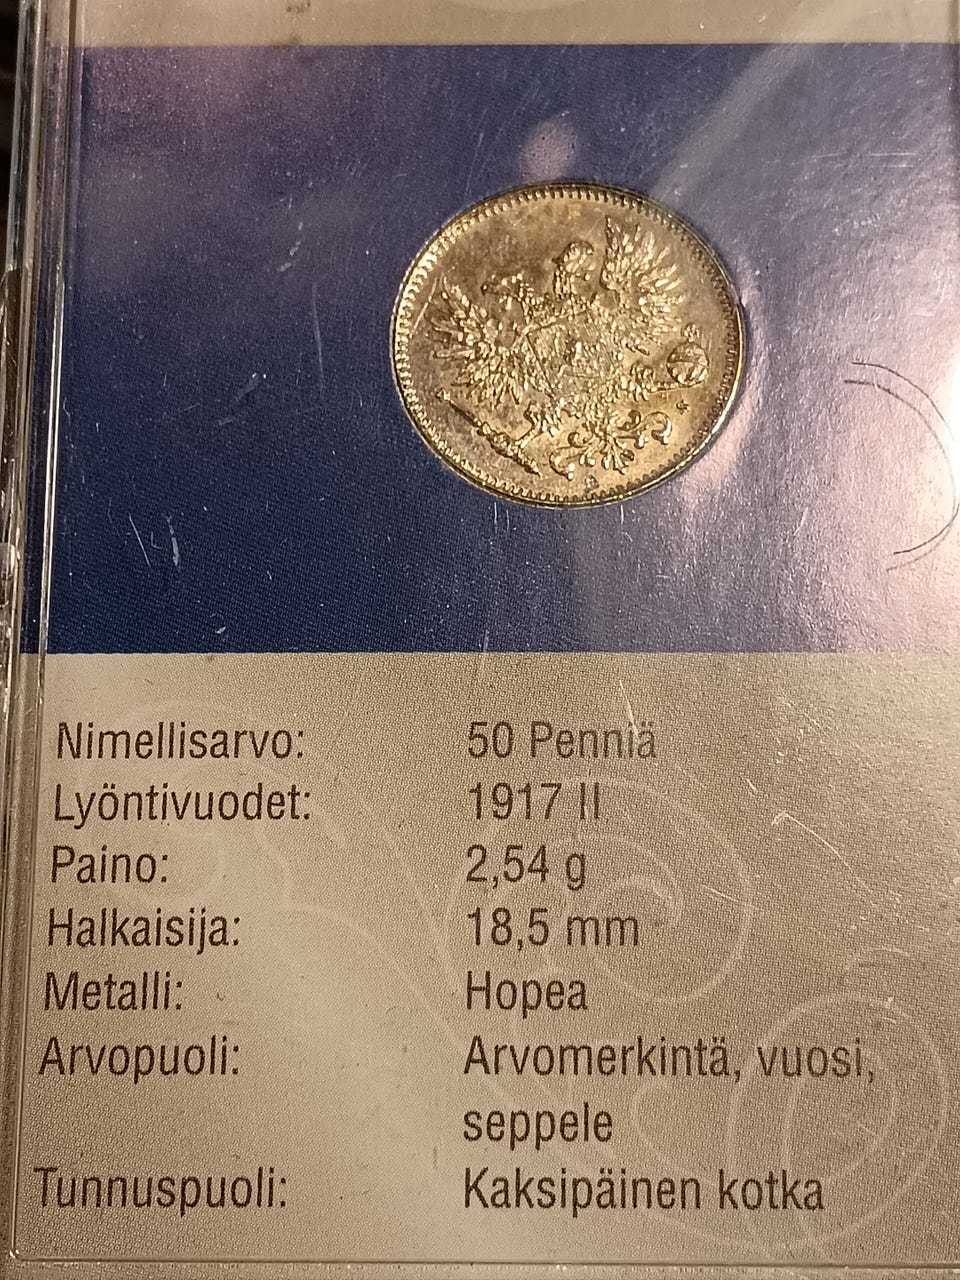 Nimellisarvo: 50 Penniä
Lyöntivuodet: 1917 II
Paino: 2,54 g
Halkaisija: 18,5 mm
Metalli: Hopea
Arvopuoli: Arvomerkintä, vuosi,
seppele
Tunnuspuoli: Kaksipäinen kotka